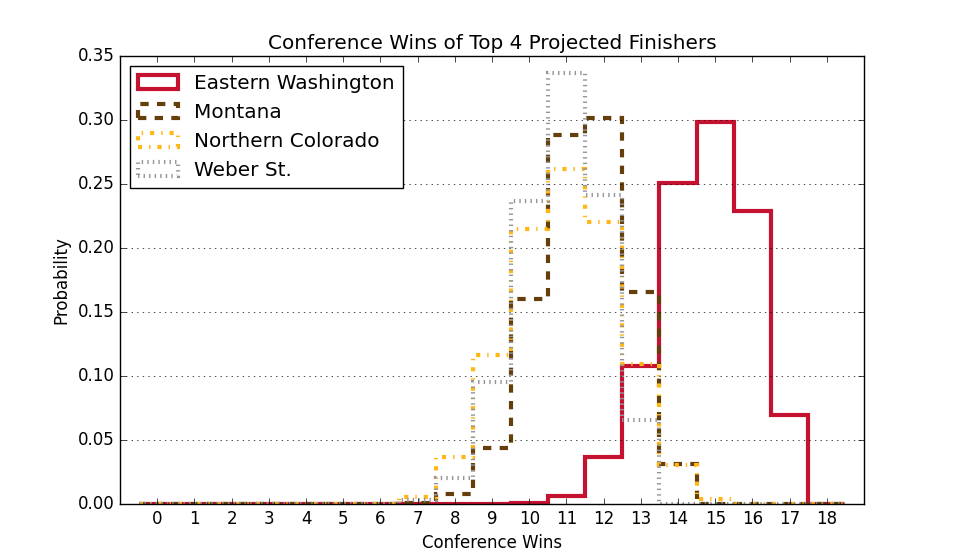 Conference Wins of Top 4 Projected Finishers
0.35
0.30
0.25
0.20
0.15
0.10
0.05
0.00
Probability
Eastern Washington
Montana
Northern Colorado
Weber St.
0 1 2 3 4 5 6 7 8 9 10 11 12 13 14 15 16 17 18
Conference Wins